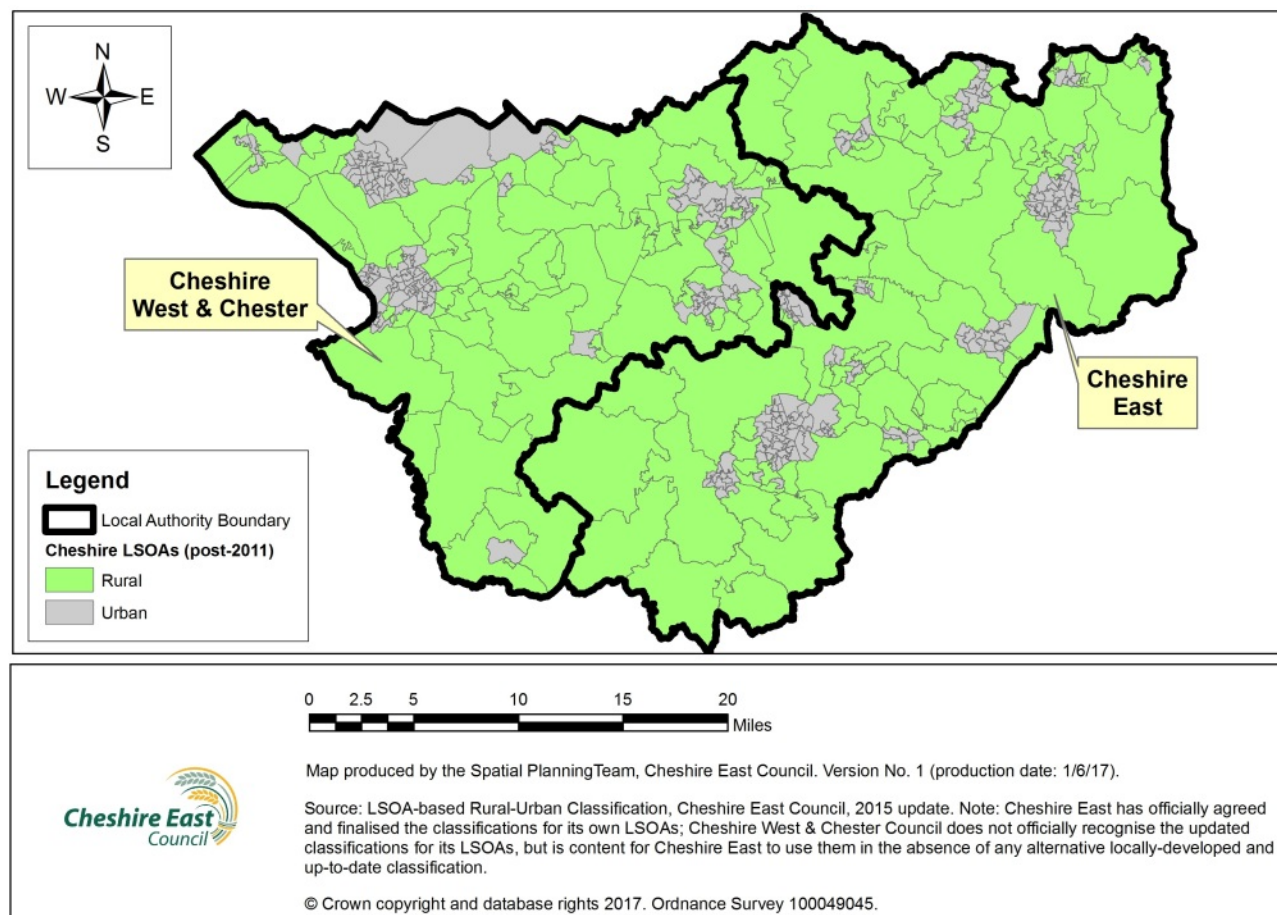 N
W E
S
Cheshire
West & Chester
Cheshire
East
Legend
Local Authority Boundary
Cheshire LSOAs (post-2011)
Rural
Urban
0 2.5 5 10 15 20
Miles
Map produced by the Spatial PlanningTeam, Cheshire East Council. Version No. 1 (production date: 1/6/17).
Source: LSOA-based Rural-Urban Classification, Cheshire East Council, 2015 update. Note: Cheshire East has officially agreed
and finalised the classifications for its own LSOAs; Cheshire West & Chester Council does not officially recognise the updated
classifications for its LSOAs, but is content for Cheshire East to use them in the absence of any alternative locally-developed and
up-to-date classification.
© Crown copyright and database rights 2017. Ordnance Survey 100049045.
Cheshire East
Council